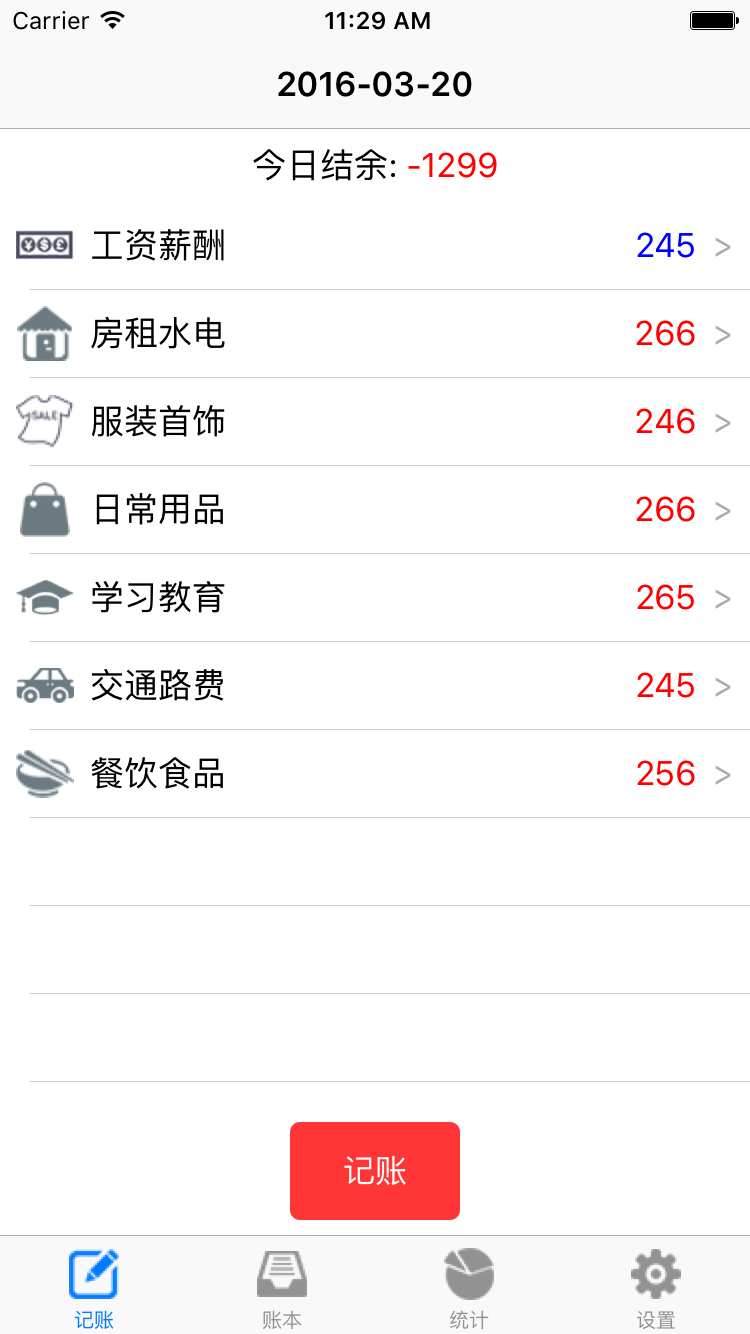 Carrier 11:29 AM
2016-03-20
今日结余: -1299
工资薪酬 245 >
房租水电 266 >
SALE
服装首饰 246 >
日常用品 266 >
学习教育 265 >
交通路费 245 >
餐饮食品 256 >
记账
记账 账本 统计 设置